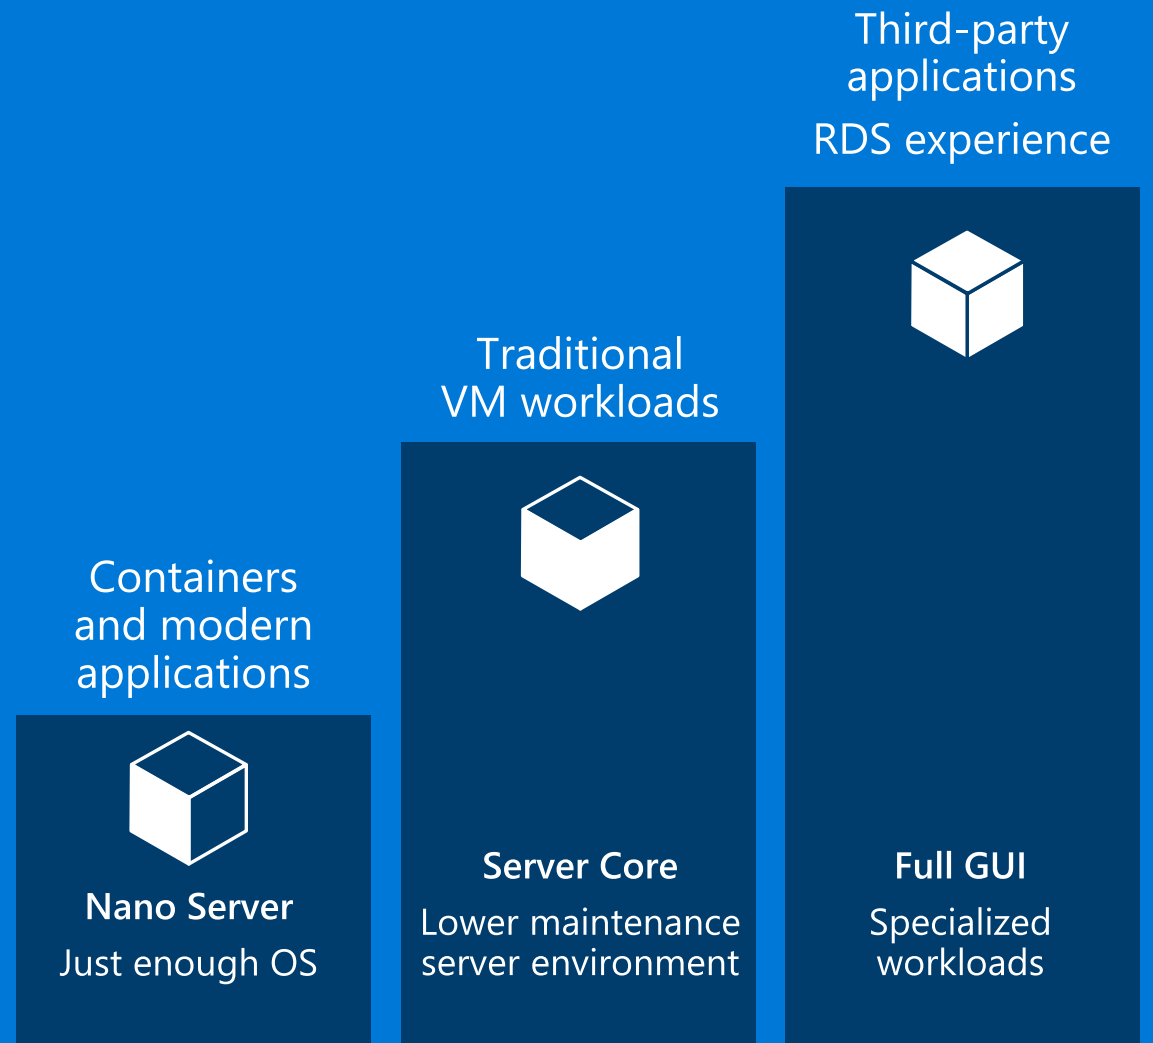 Third-party
applications
RDS experience
Traditional
VM workloads
Containers
and modern
applications
Nano Server
Just enough OS
Server Core
Lower maintenance
server environment
Full GUI
Specialized
workloads